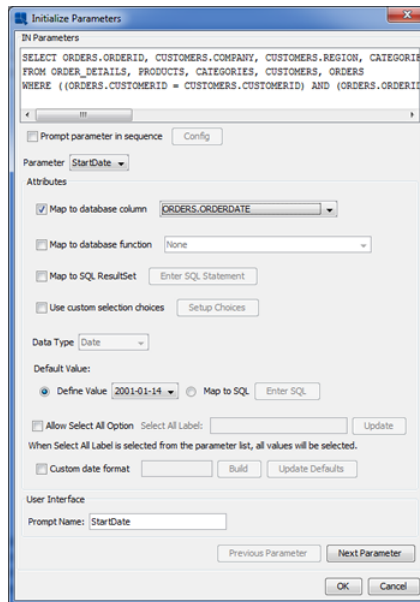 Initialize Parameters
IN Parameters
SELECT ORDERS.ORDERID, CUSTOMERS.COMPANY, CUSTOMERS.REGION, CATEGORIE
FROM ORDER_DETAILS, PRODUCTS, CATEGORIES, CUSTOMERS, ORDERS
WHERE ((ORDERS.CUSTOMERID = CUSTOMERS.CUSTOMERID) AND (ORDERS.ORDERID
Prompt parameter in sequence Config
Parameter StartDate
Attributes
Map to database column ORDERS.ORDERDATE
Map to database function None
Map to SQL ResultSet Enter SQL Statement
Use custom selection choices Setup Choices
Data Type Date
Default Value:
Define Value 2001-01-14 Map to SQL Enter SQL
Allow Select All Option Select All Label: Update
When Select All Label is selected from the parameter list, all values will be selected.
Custom date format Build Update Defaults
User Interface
Prompt Name: StartDate
Previous Parameter Next Parameter
OK Cancel